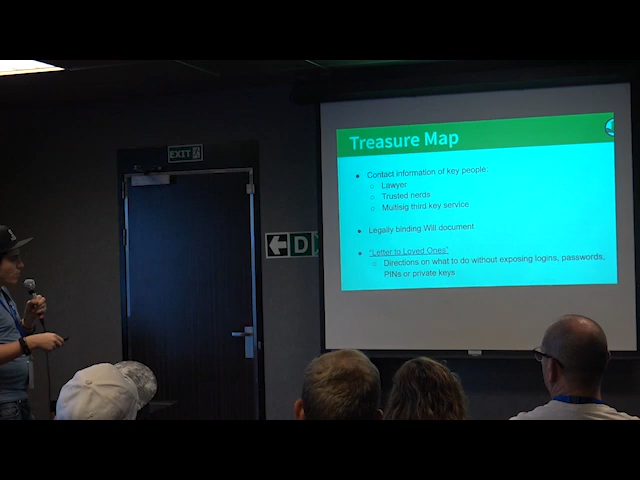 EXIT
D
Treasure Map
● Contact information of key people:
○ Lawyer
○ Trusted nerds
○ Multisig third key service
● Legally binding Will document
● "Letter to Loved Ones"
○ Directions on what to do without exposing logins, passwords,
PINs or private keys